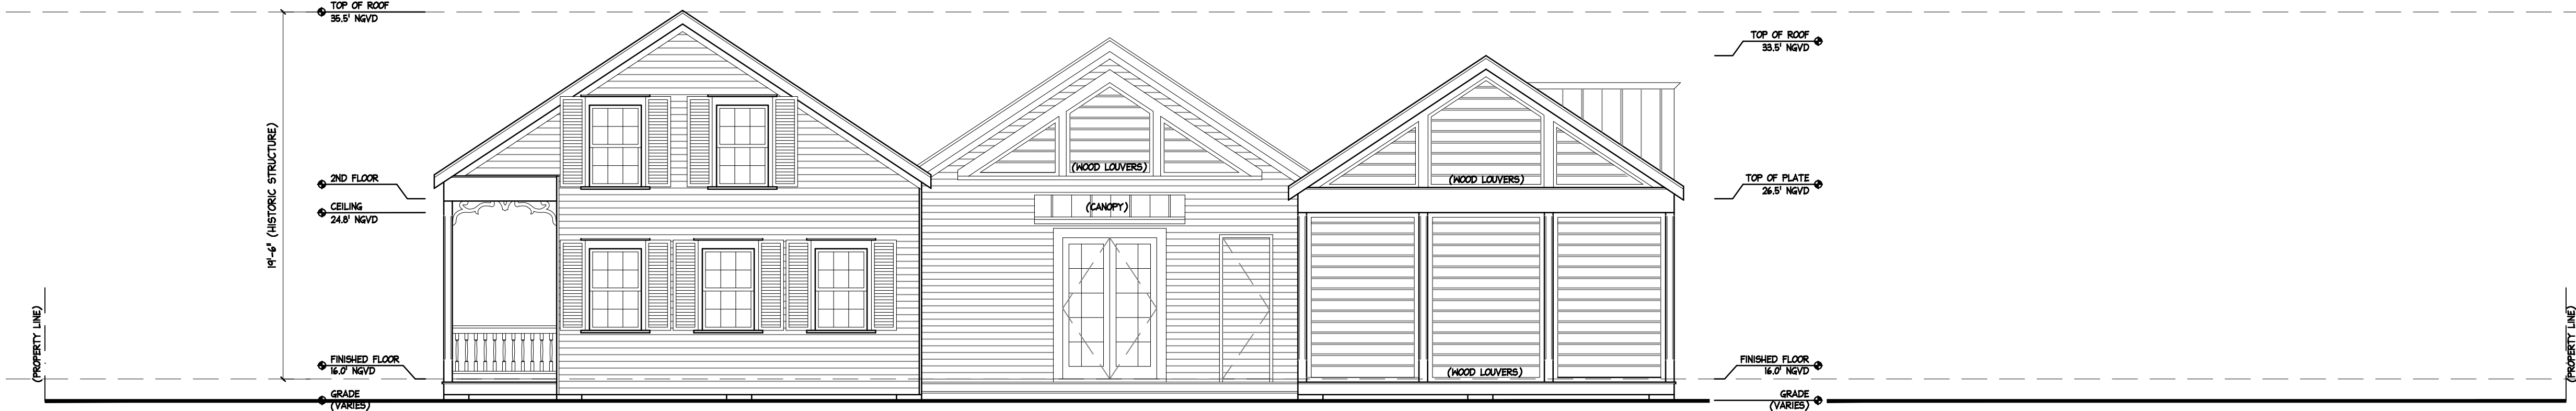 TOP OF ROOF
35.5' NGVD
19'-6" (HISTORIC STRUCTURE)
2ND FLOOR
CEILING
24.8' NGVD
(PROPERTY LINE)
FINISHED FLOOR
16.0' NGVD
GRADE
(VARIES)
(WOOD LOUVERS)
(CANOPY)
(WOOD LOUVERS)
(WOOD LOUVERS)
TOP OF ROOF
33.5' NGVD
TOP OF PLATE
26.5' NGVD
FINISHED FLOOR
16.0' NGVD
GRADE
(VARIES)
(PROPERTY LINE)